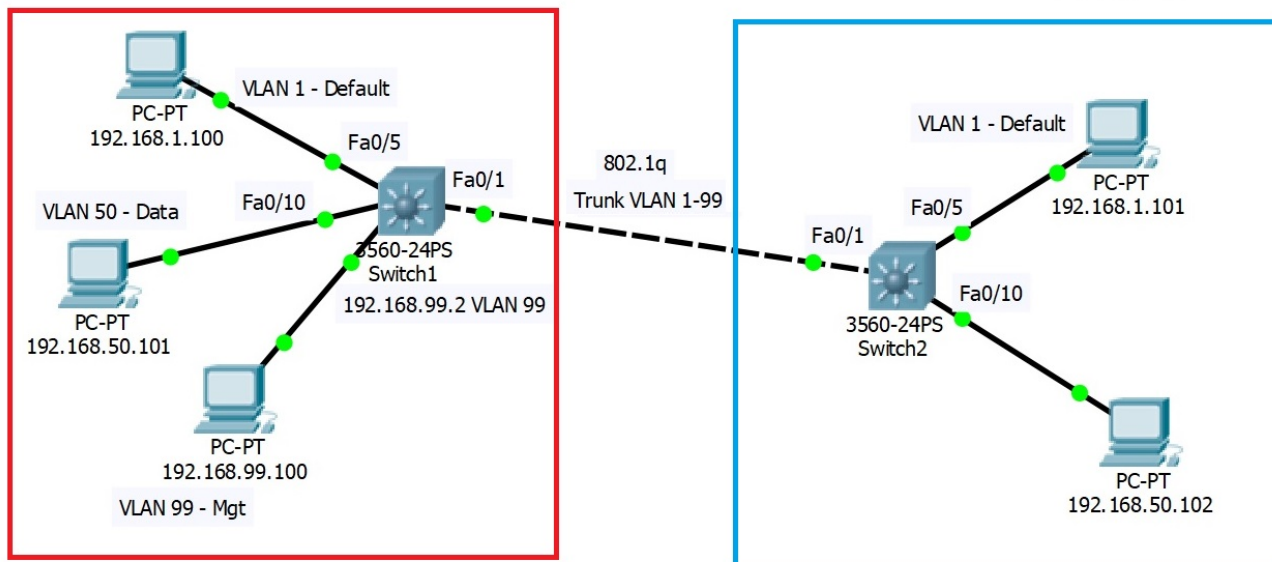 VLAN 1 - Default
PC-PT
192.168.1.100
Fa0/5
Fa0/1
VLAN 50 - Data
Fa0/10
3560-24PS
Switch1
192.168.99.2 VLAN 99
PC-PT
192.168.50.101
PC-PT
192.168.99.100
VLAN 99 - Mgt
802.1q
Trunk VLAN 1-99
VLAN 1 - Default
PC-PT
192.168.1.101
Fa0/5
Fa0/1
Fa0/10
3560-24PS
Switch2
PC-PT
192.168.50.102